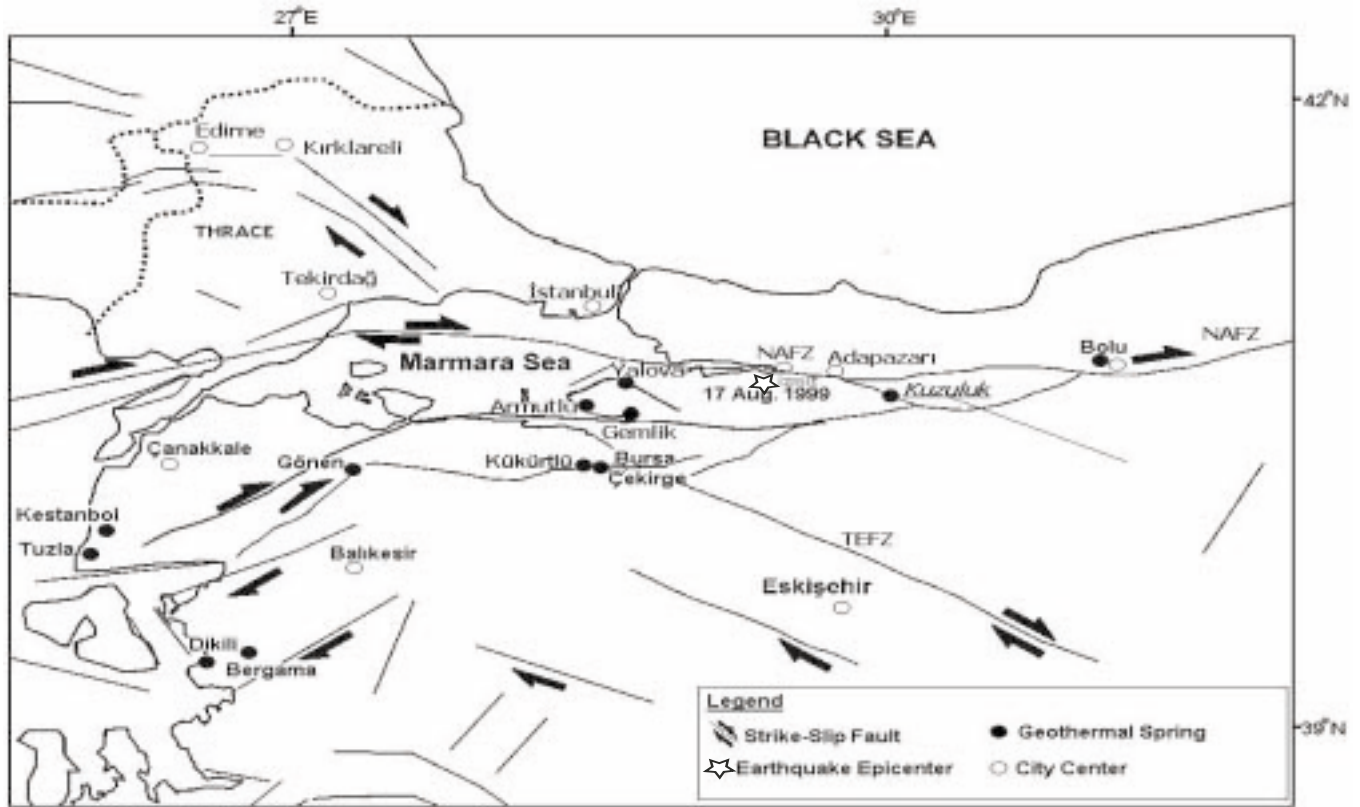 27°E
30°E
42°N
BLACK SEA
Edirne
Kırklareli
THRACE
Tekirdağ
İstanbul
NAFZ
Bolu
NAFZ
Adapazarı
Marmara Sea
Yalova
17 Aug. 1999
Kuzuluk
Armutlu
Gemlik
Çanakkale
Gönen
Kükürtlü
Bursa
Çekirge
Kestanbol
Tuzla
Balıkesir
TEFZ
Eskişehir
Dikili
Bergama
Legend
Strike-Slip Fault
Geothermal Spring
Earthquake Epicenter
City Center
39°N